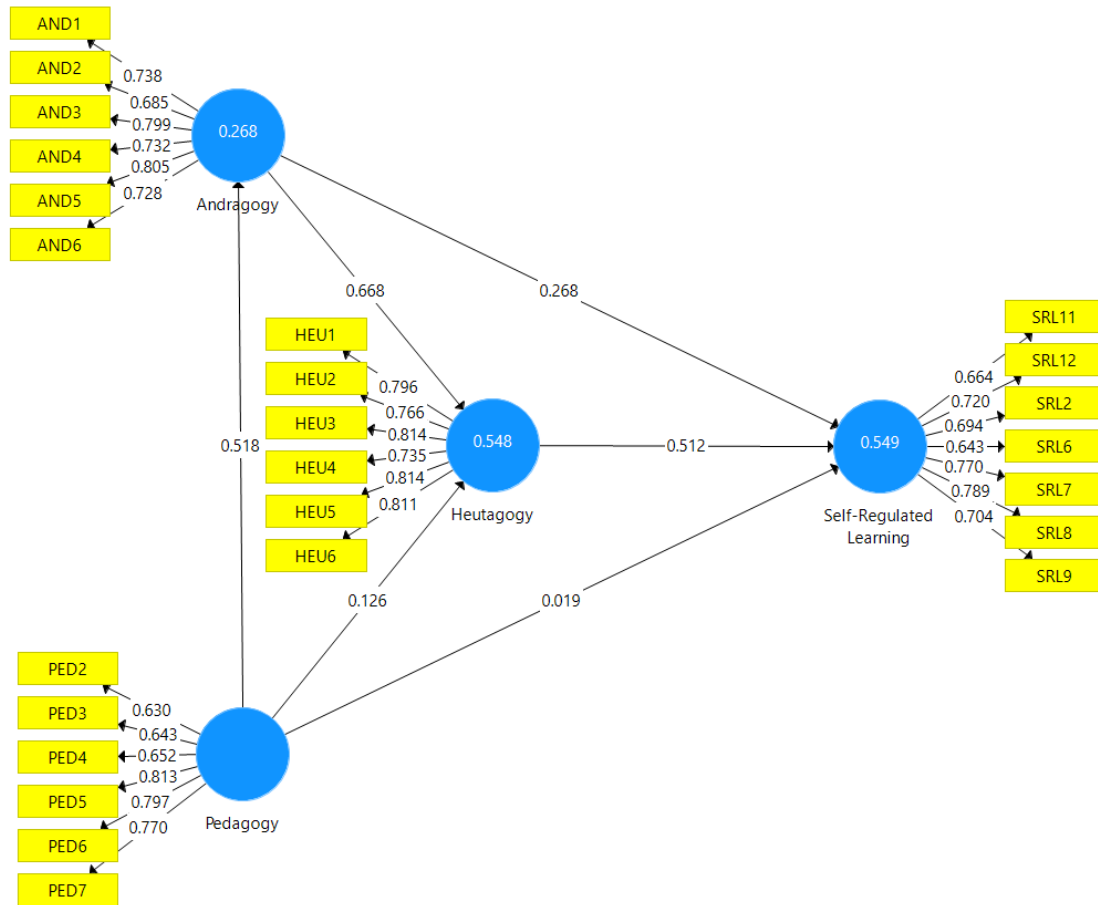 AND1
AND2
AND3
AND4
AND5
AND6
0.738
0.685
0.799
0.732
0.805
0.728
0.268
Andragogy
0.668
0.268
0.518
HEU1
HEU2
HEU3
HEU4
HEU5
HEU6
0.796
0.766
0.814
0.735
0.814
0.811
0.548
Heutagogy
0.512
0.126
0.019
0.549
Self-Regulated
Learning
0.664
0.720
0.694
0.643
0.770
0.789
0.704
SRL11
SRL12
SRL2
SRL6
SRL7
SRL8
SRL9
PED2
PED3
PED4
PED5
PED6
PED7
0.630
0.643
0.652
0.813
0.797
0.770
Pedagogy